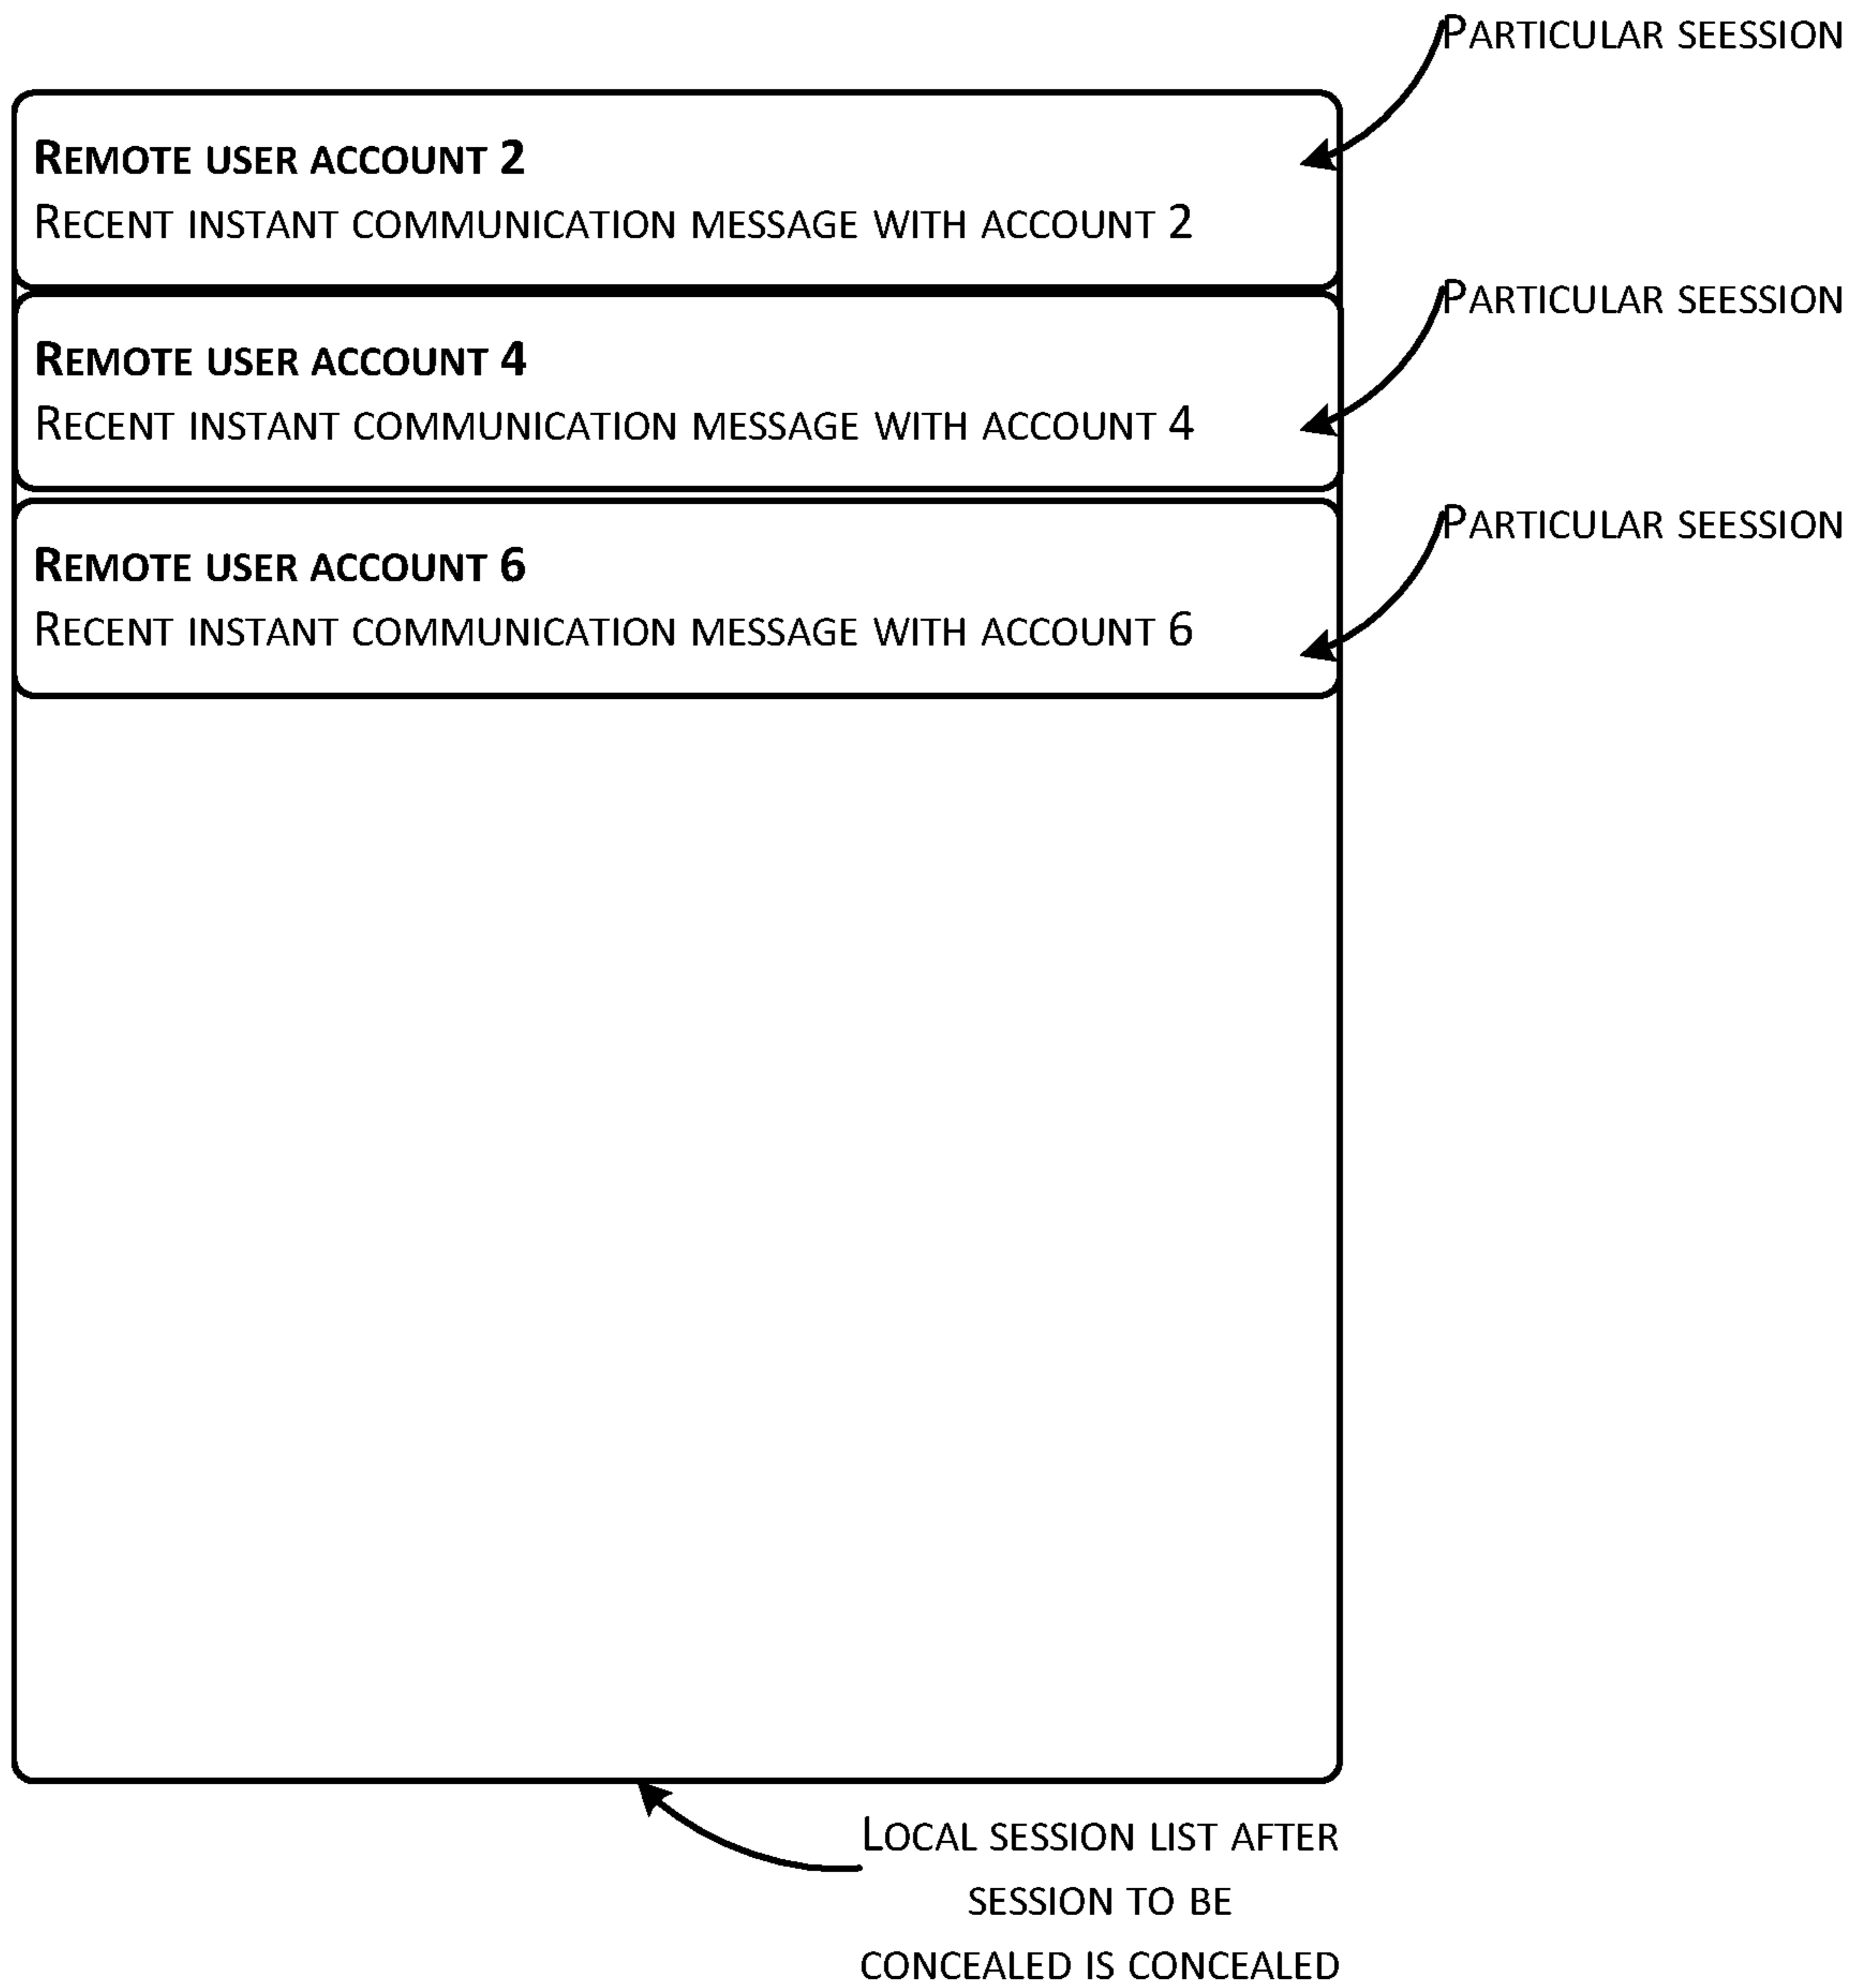 Particular seession
Remote user account 2
Recent instant communication message with account 2
Particular seession
Remote user account 4
Recent instant communication message with account 4
Particular seession
Remote user account 6
Recent instant communication message with account 6
Local session list after
session to be
concealed is concealed